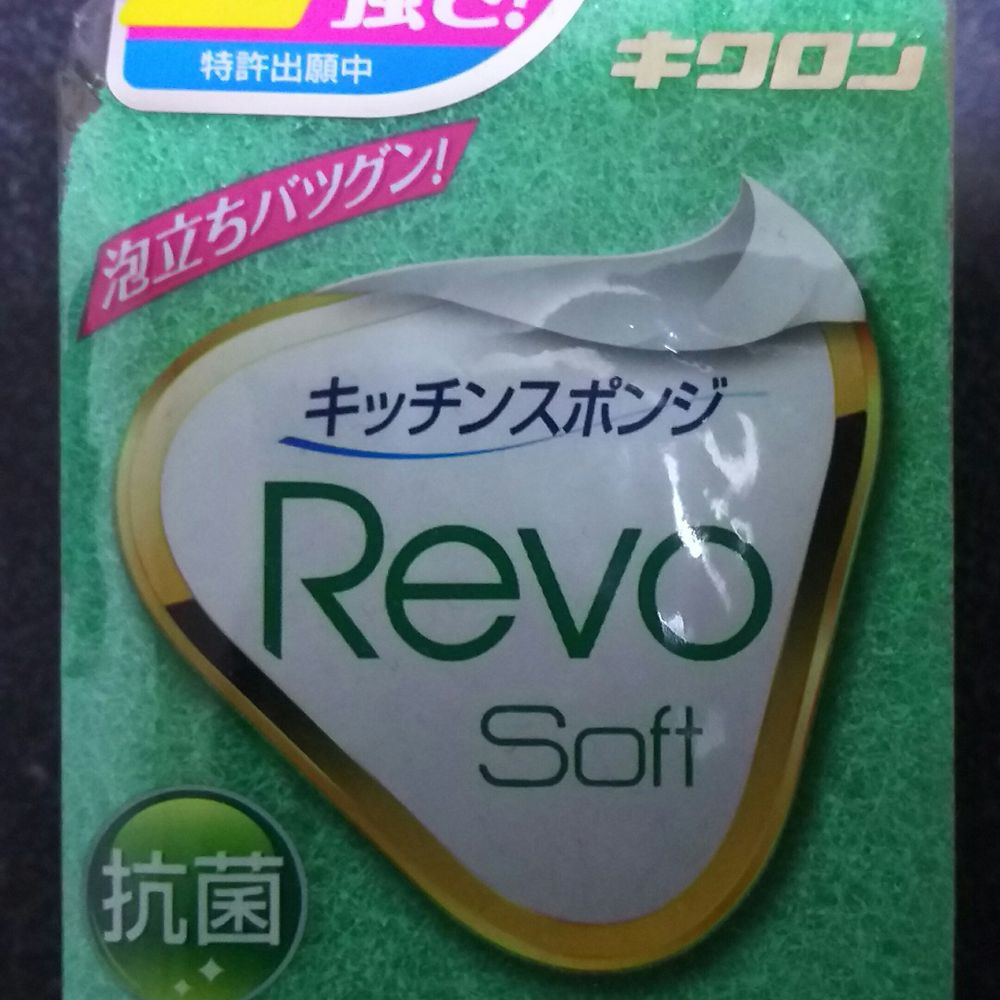 強さ!
特許出願中
キクロン
泡立ちバツグン!
キッチンスポンジ
Revo
Soft
抗菌